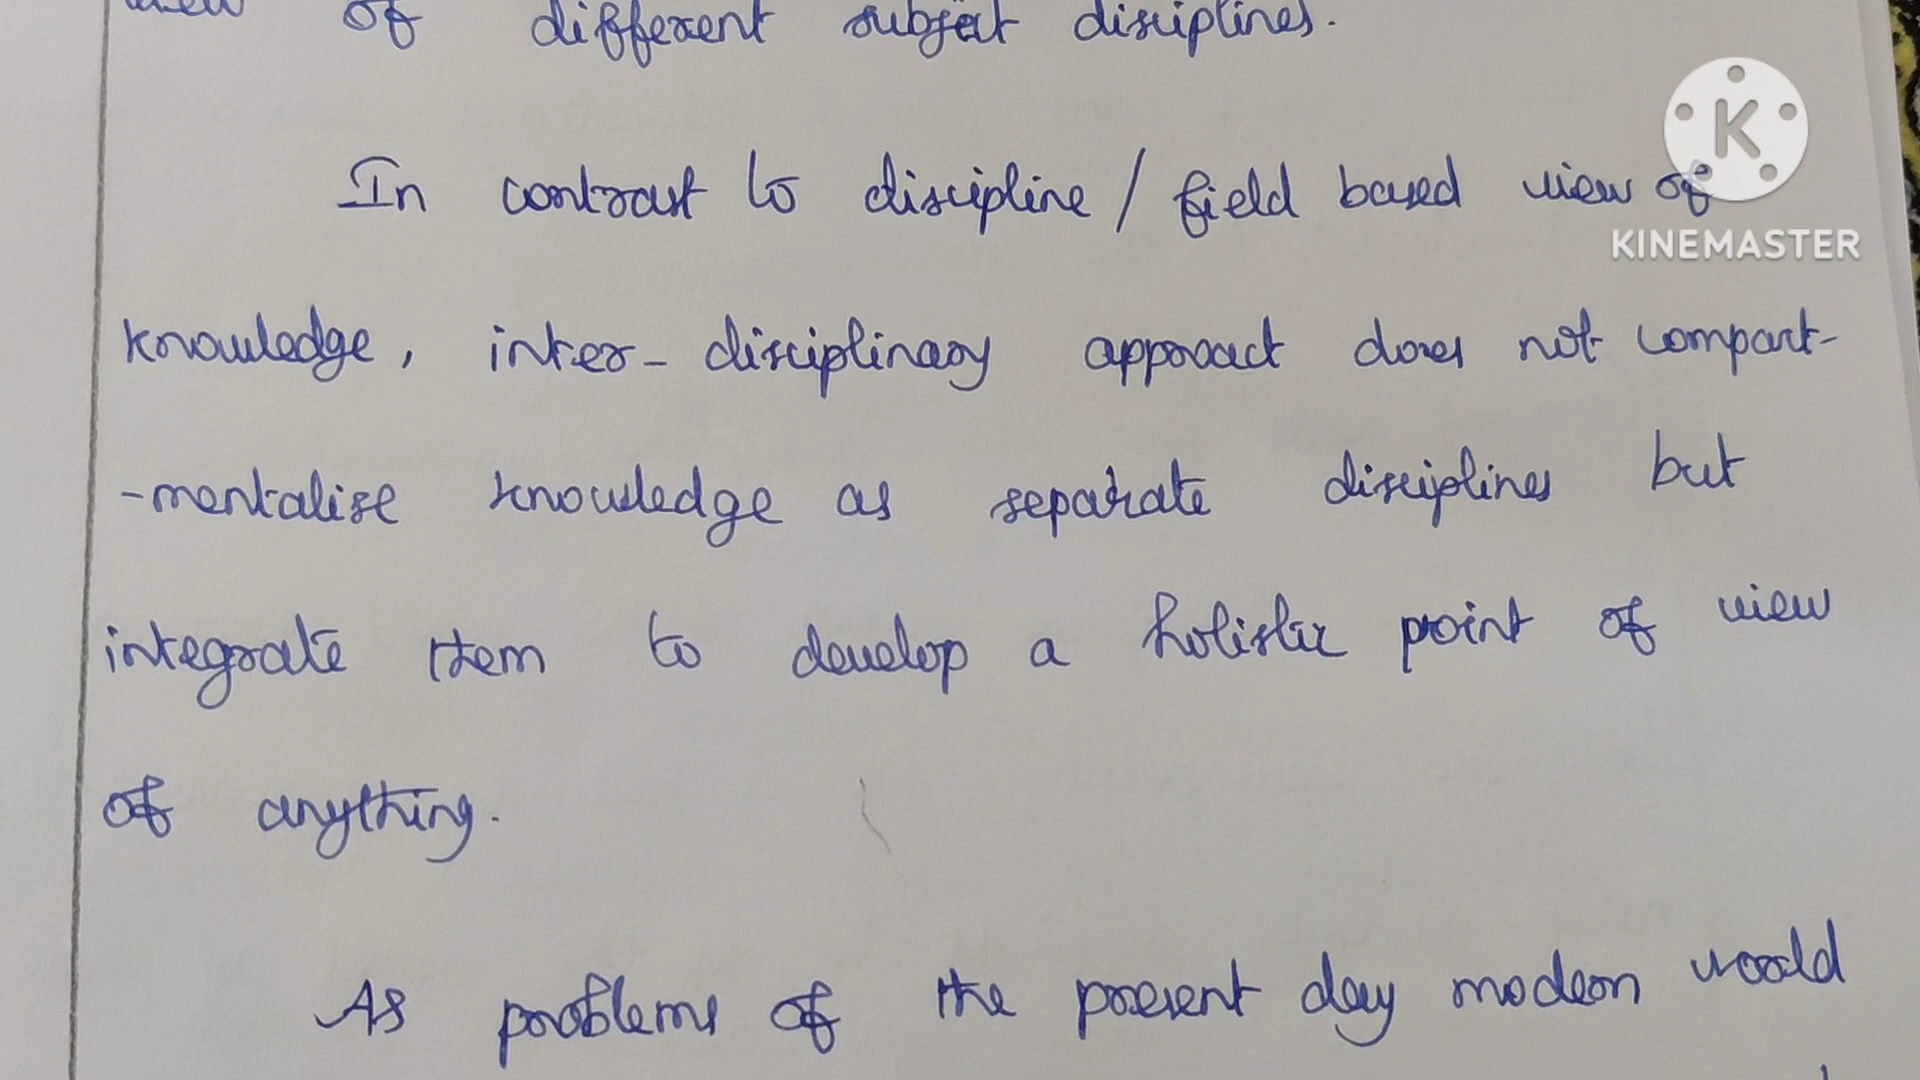 view of different subject disciplines.
In contrast to discipline / field based view of
KINEMASTER
knowledge, inter-disciplinary approact does not compart-
-mentalise knowledge as separate disciplines but
integrate them to develop a holistic point of view
of anything.
As problems of the present day modern world